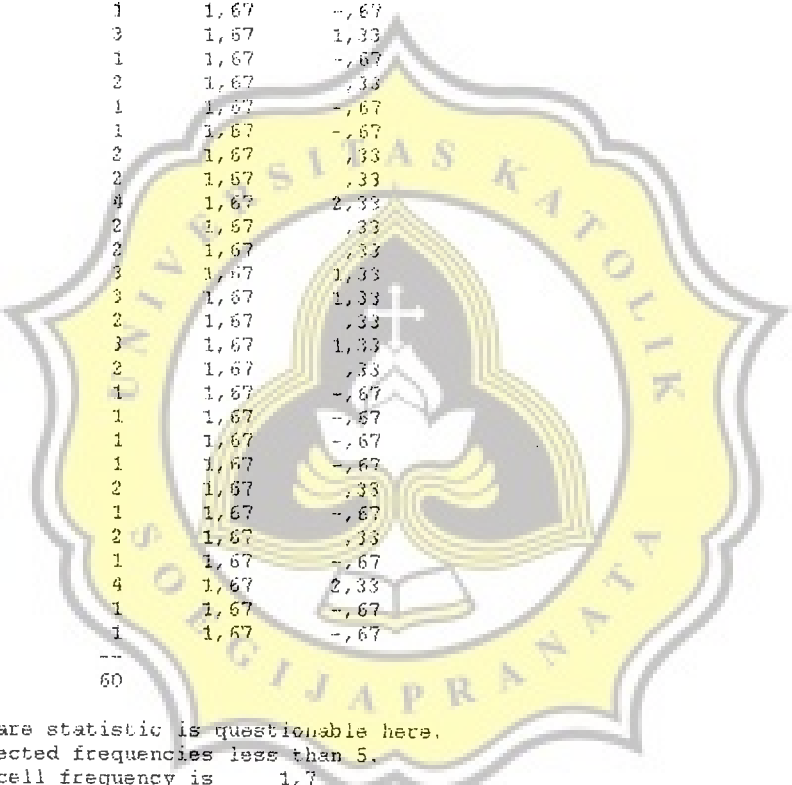 1 1,67 -,67
3 1,67 1,33
1 1,67 -,67
2 1,67 ,33
1 1,67 -,67
1 1,67 -,67
2 1,67 ,33
2 1,67 ,33
4 1,67 2,33
2 1,67 ,33
2 1,67 ,33
3 1,67 1,33
3 1,67 1,33
2 1,67 ,33
3 1,67 1,33
2 1,67 ,33
1 1,67 -,67
1 1,67 -,67
1 1,67 -,67
1 1,67 -,67
2 1,67 ,33
1 1,67 -,67
2 1,67 ,33
1 1,67 -,67
4 1,67 2,33
1 1,67 -,67
1 1,67 -,67
--
60
are statistic is questionable here.
ected frequencies less than 5.
cell frequency is 1,7
UNIVERSITAS KATOLIK
SOEGIJAPRANATA